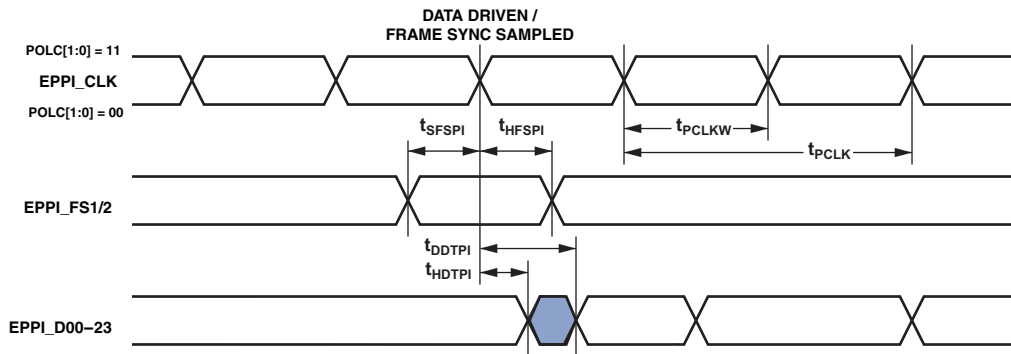 DATA DRIVEN /
FRAME SYNC SAMPLED
POLC[1:0] = 11
EPPI_CLK
POLC[1:0] = 00
tSFSPI
tHFSPI
tPCLKW
tPCLK
EPPI_FS1/2
tDDTPI
tHDTPI
EPPI_D00–23